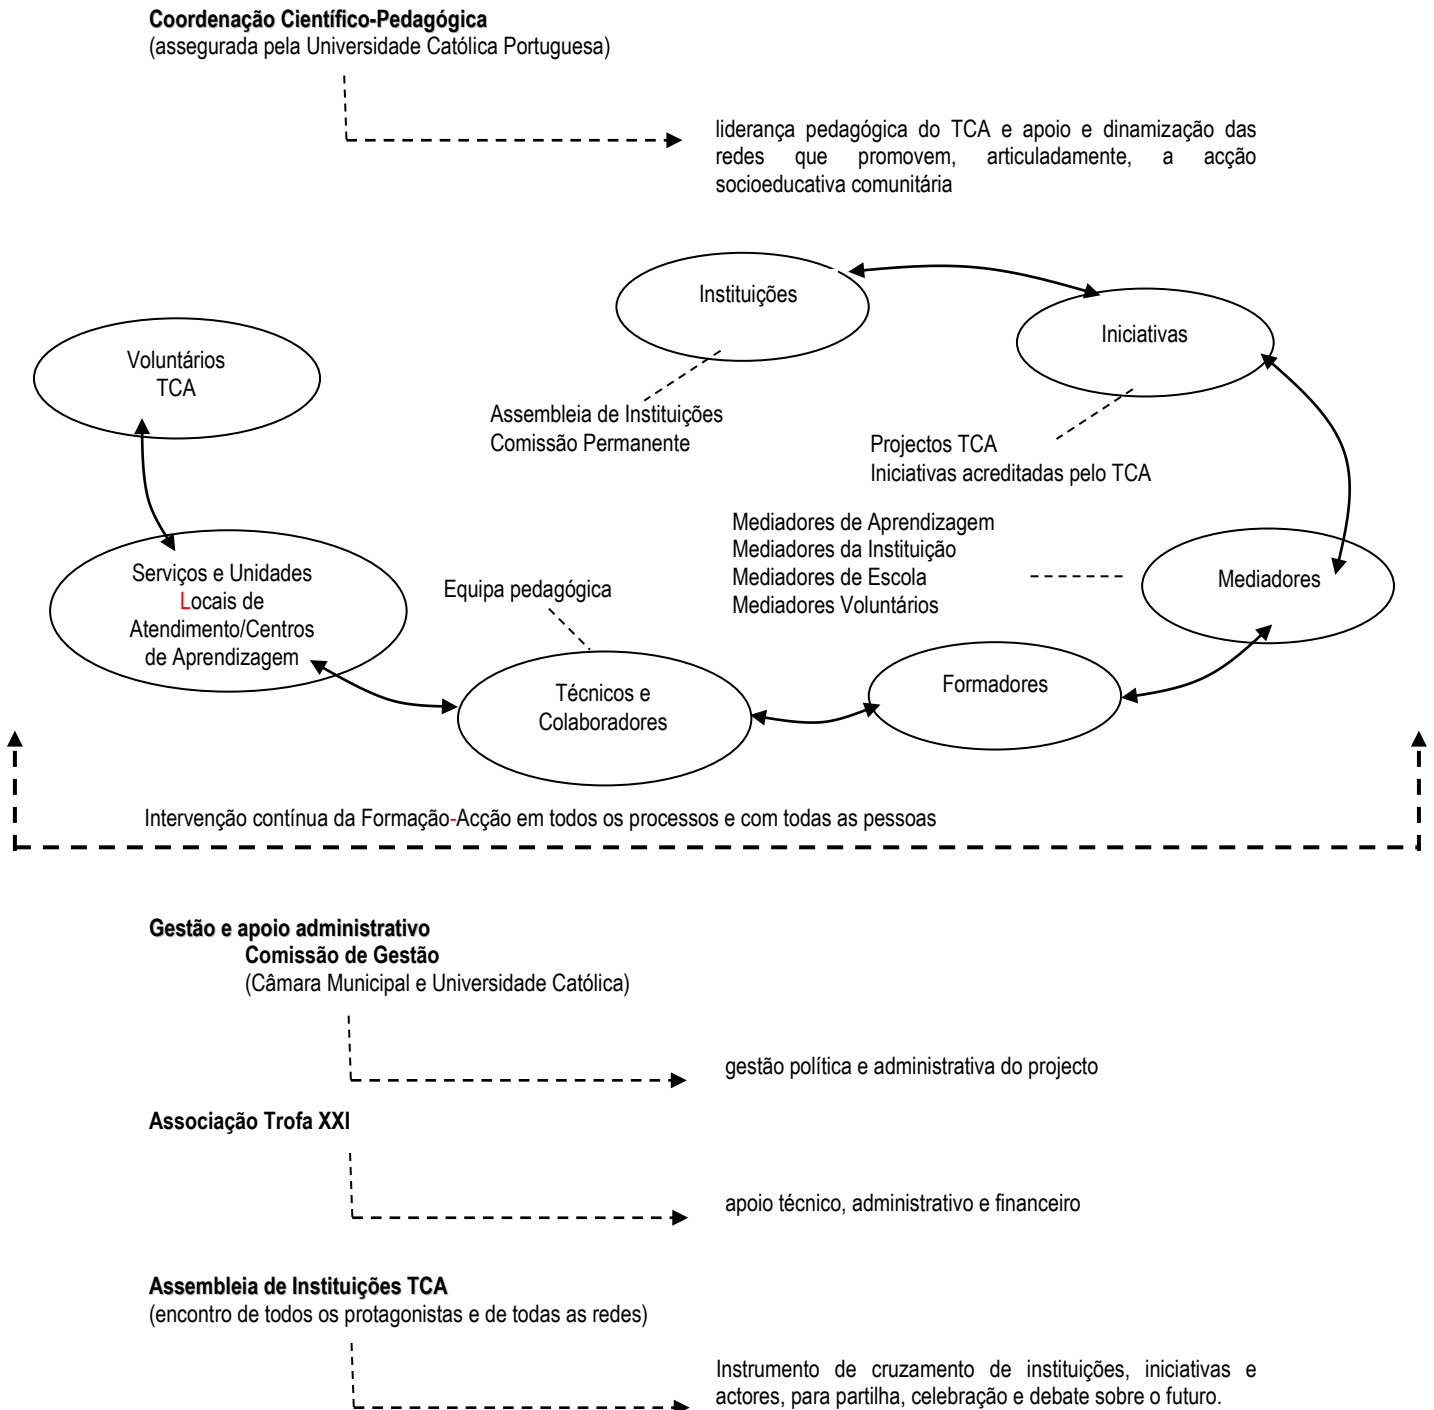 Coordenação Científico-Pedagógica
(assegurada pela Universidade Católica Portuguesa)
liderança pedagógica do TCA e apoio e dinamização das
redes que promovem, articuladamente, a acção
socioeducativa comunitária
Instituições
Iniciativas
Voluntários
TCA
Assembleia de Instituições
Comissão Permanente
Projectos TCA
Iniciativas acreditadas pelo TCA
Mediadores de Aprendizagem
Mediadores da Instituição
Mediadores de Escola
Mediadores Voluntários
Mediadores
Serviços e Unidades
Locais de
Atendimento/Centros
de Aprendizagem
Equipa pedagógica
Técnicos e
Colaboradores
Formadores
Intervenção contínua da Formação-Acção em todos os processos e com todas as pessoas
Gestão e apoio administrativo
Comissão de Gestão
(Câmara Municipal e Universidade Católica)
gestão política e administrativa do projecto
Associação Trofa XXI
apoio técnico, administrativo e financeiro
Assembleia de Instituições TCA
(encontro de todos os protagonistas e de todas as redes)
Instrumento de cruzamento de instituições, iniciativas e
actores, para partilha, celebração e debate sobre o futuro.